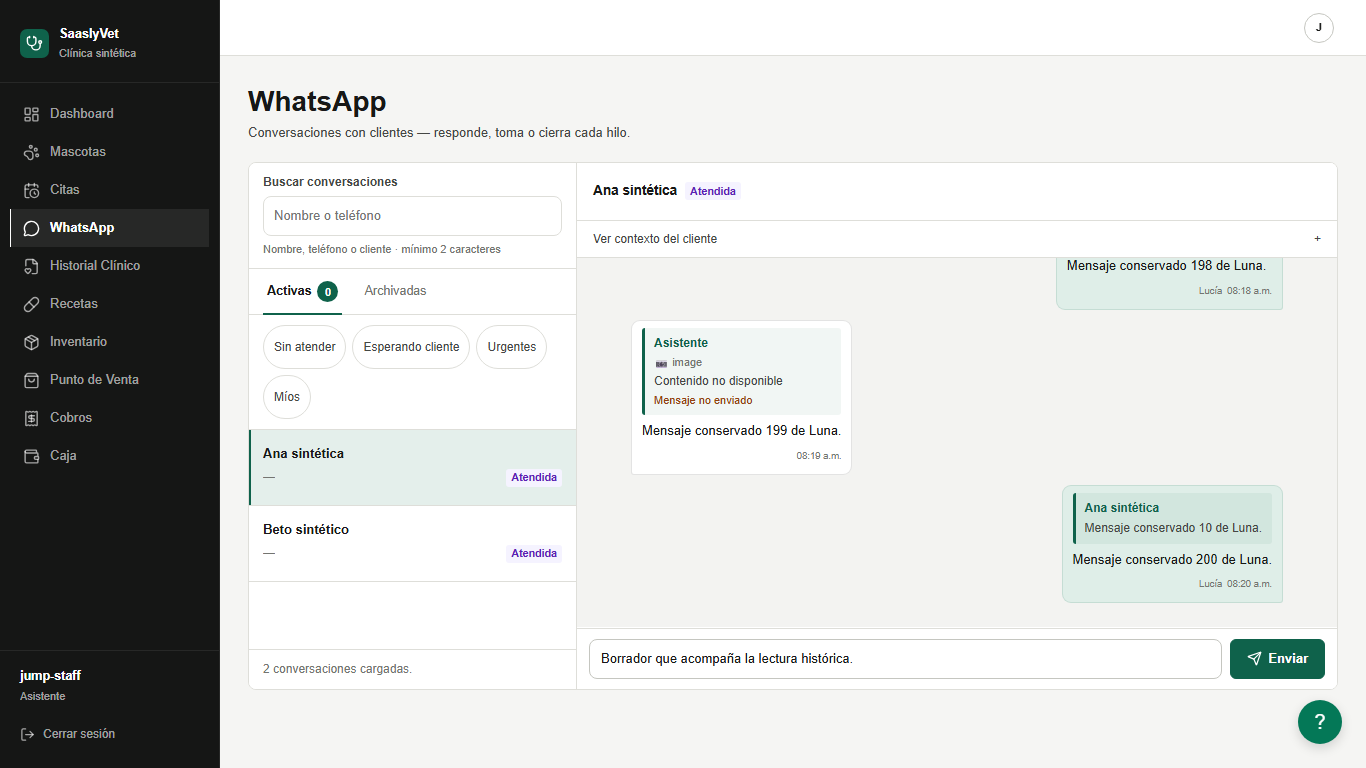 SaaslyVet
Clínica sintética
Dashboard
Mascotas
Citas
WhatsApp
Historial Clínico
Recetas
Inventario
Punto de Venta
Cobros
Caja
jump-staff
Asistente
Cerrar sesión
J
WhatsApp
Conversaciones con clientes — responde, toma o cierra cada hilo.
Buscar conversaciones
Nombre o teléfono
Nombre, teléfono o cliente · mínimo 2 caracteres
Activas 0 Archivadas
Sin atender Esperando cliente Urgentes
Míos
Ana sintética
— Atendida
Beto sintético
— Atendida
2 conversaciones cargadas.
Ana sintética Atendida
Ver contexto del cliente +
Mensaje conservado 198 de Luna.
Lucía 08:18 a.m.
Asistente
image
Contenido no disponible
Mensaje no enviado
Mensaje conservado 199 de Luna.
08:19 a.m.
Ana sintética
Mensaje conservado 10 de Luna.
Mensaje conservado 200 de Luna.
Lucía 08:20 a.m.
Borrador que acompaña la lectura histórica.
Enviar
?